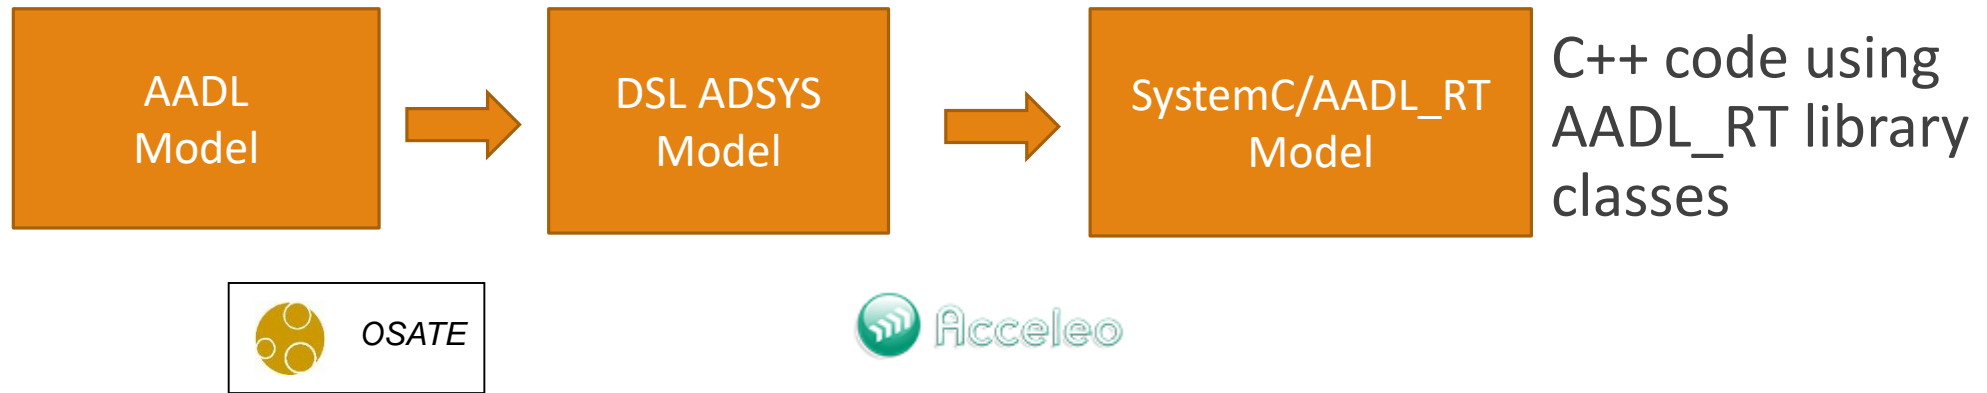 AADL
Model
DSL ADSYS
Model
SystemC/AADL_RT
Model
C++ code using
AADL_RT library
classes
OSATE
Acceleo